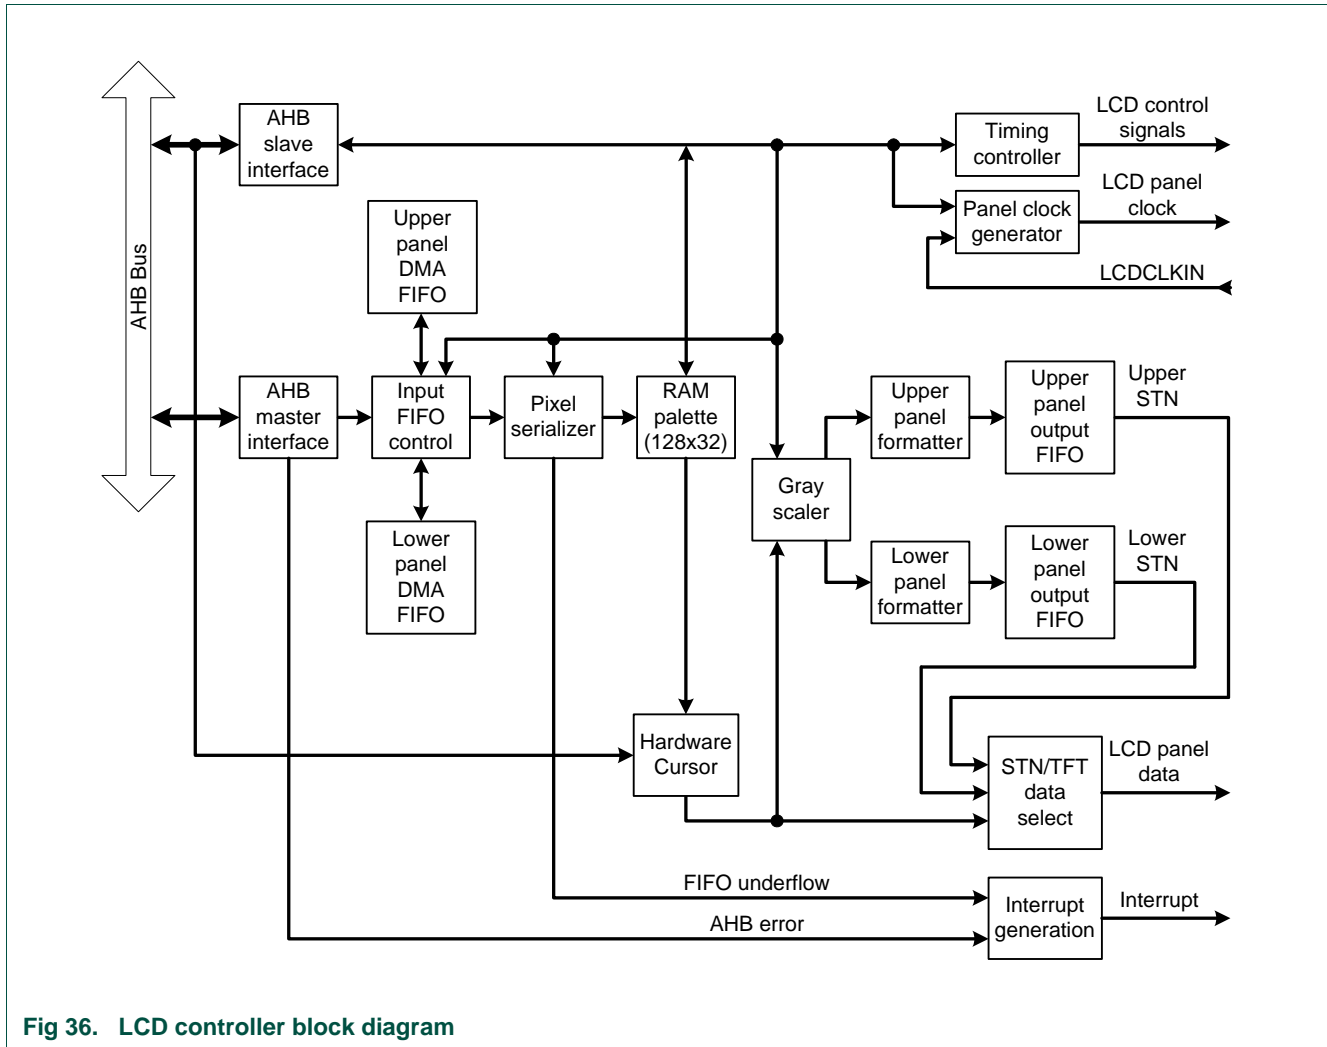 AHB Bus
AHB
slave
interface
Timing
controller
LCD control
signals
Panel clock
generator
LCD panel
clock
LCDCLKIN
Upper
panel
DMA
FIFO
AHB
master
interface
Input
FIFO
control
Pixel
serializer
RAM
palette
(128x32)
Lower
panel
DMA
FIFO
Gray
scaler
Upper
panel
formatter
Upper
panel
output
FIFO
Upper
STN
Lower
panel
formatter
Lower
panel
output
FIFO
Lower
STN
Hardware
Cursor
STN/TFT
data
select
LCD panel
data
FIFO underflow
AHB error
Interrupt
generation
Interrupt
Fig 36. LCD controller block diagram